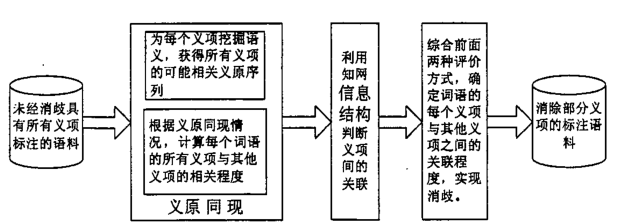 未经消歧具
有所有义项
标注的语料
为每个义项挖掘语
义，获得所有义项
的可能相关义原序
列
根据义原同现情
况，计算每个词语
的所有义项与其他
义项的相关程度
义原同现
利用
知网
信息
结构
判断
义项
间的
关联
综合前面
两种评价
方式，确
定词语的
每个义项
与其他义
项之间的
关联程
度，实现
消歧。
消除部分义
项的标注语
料